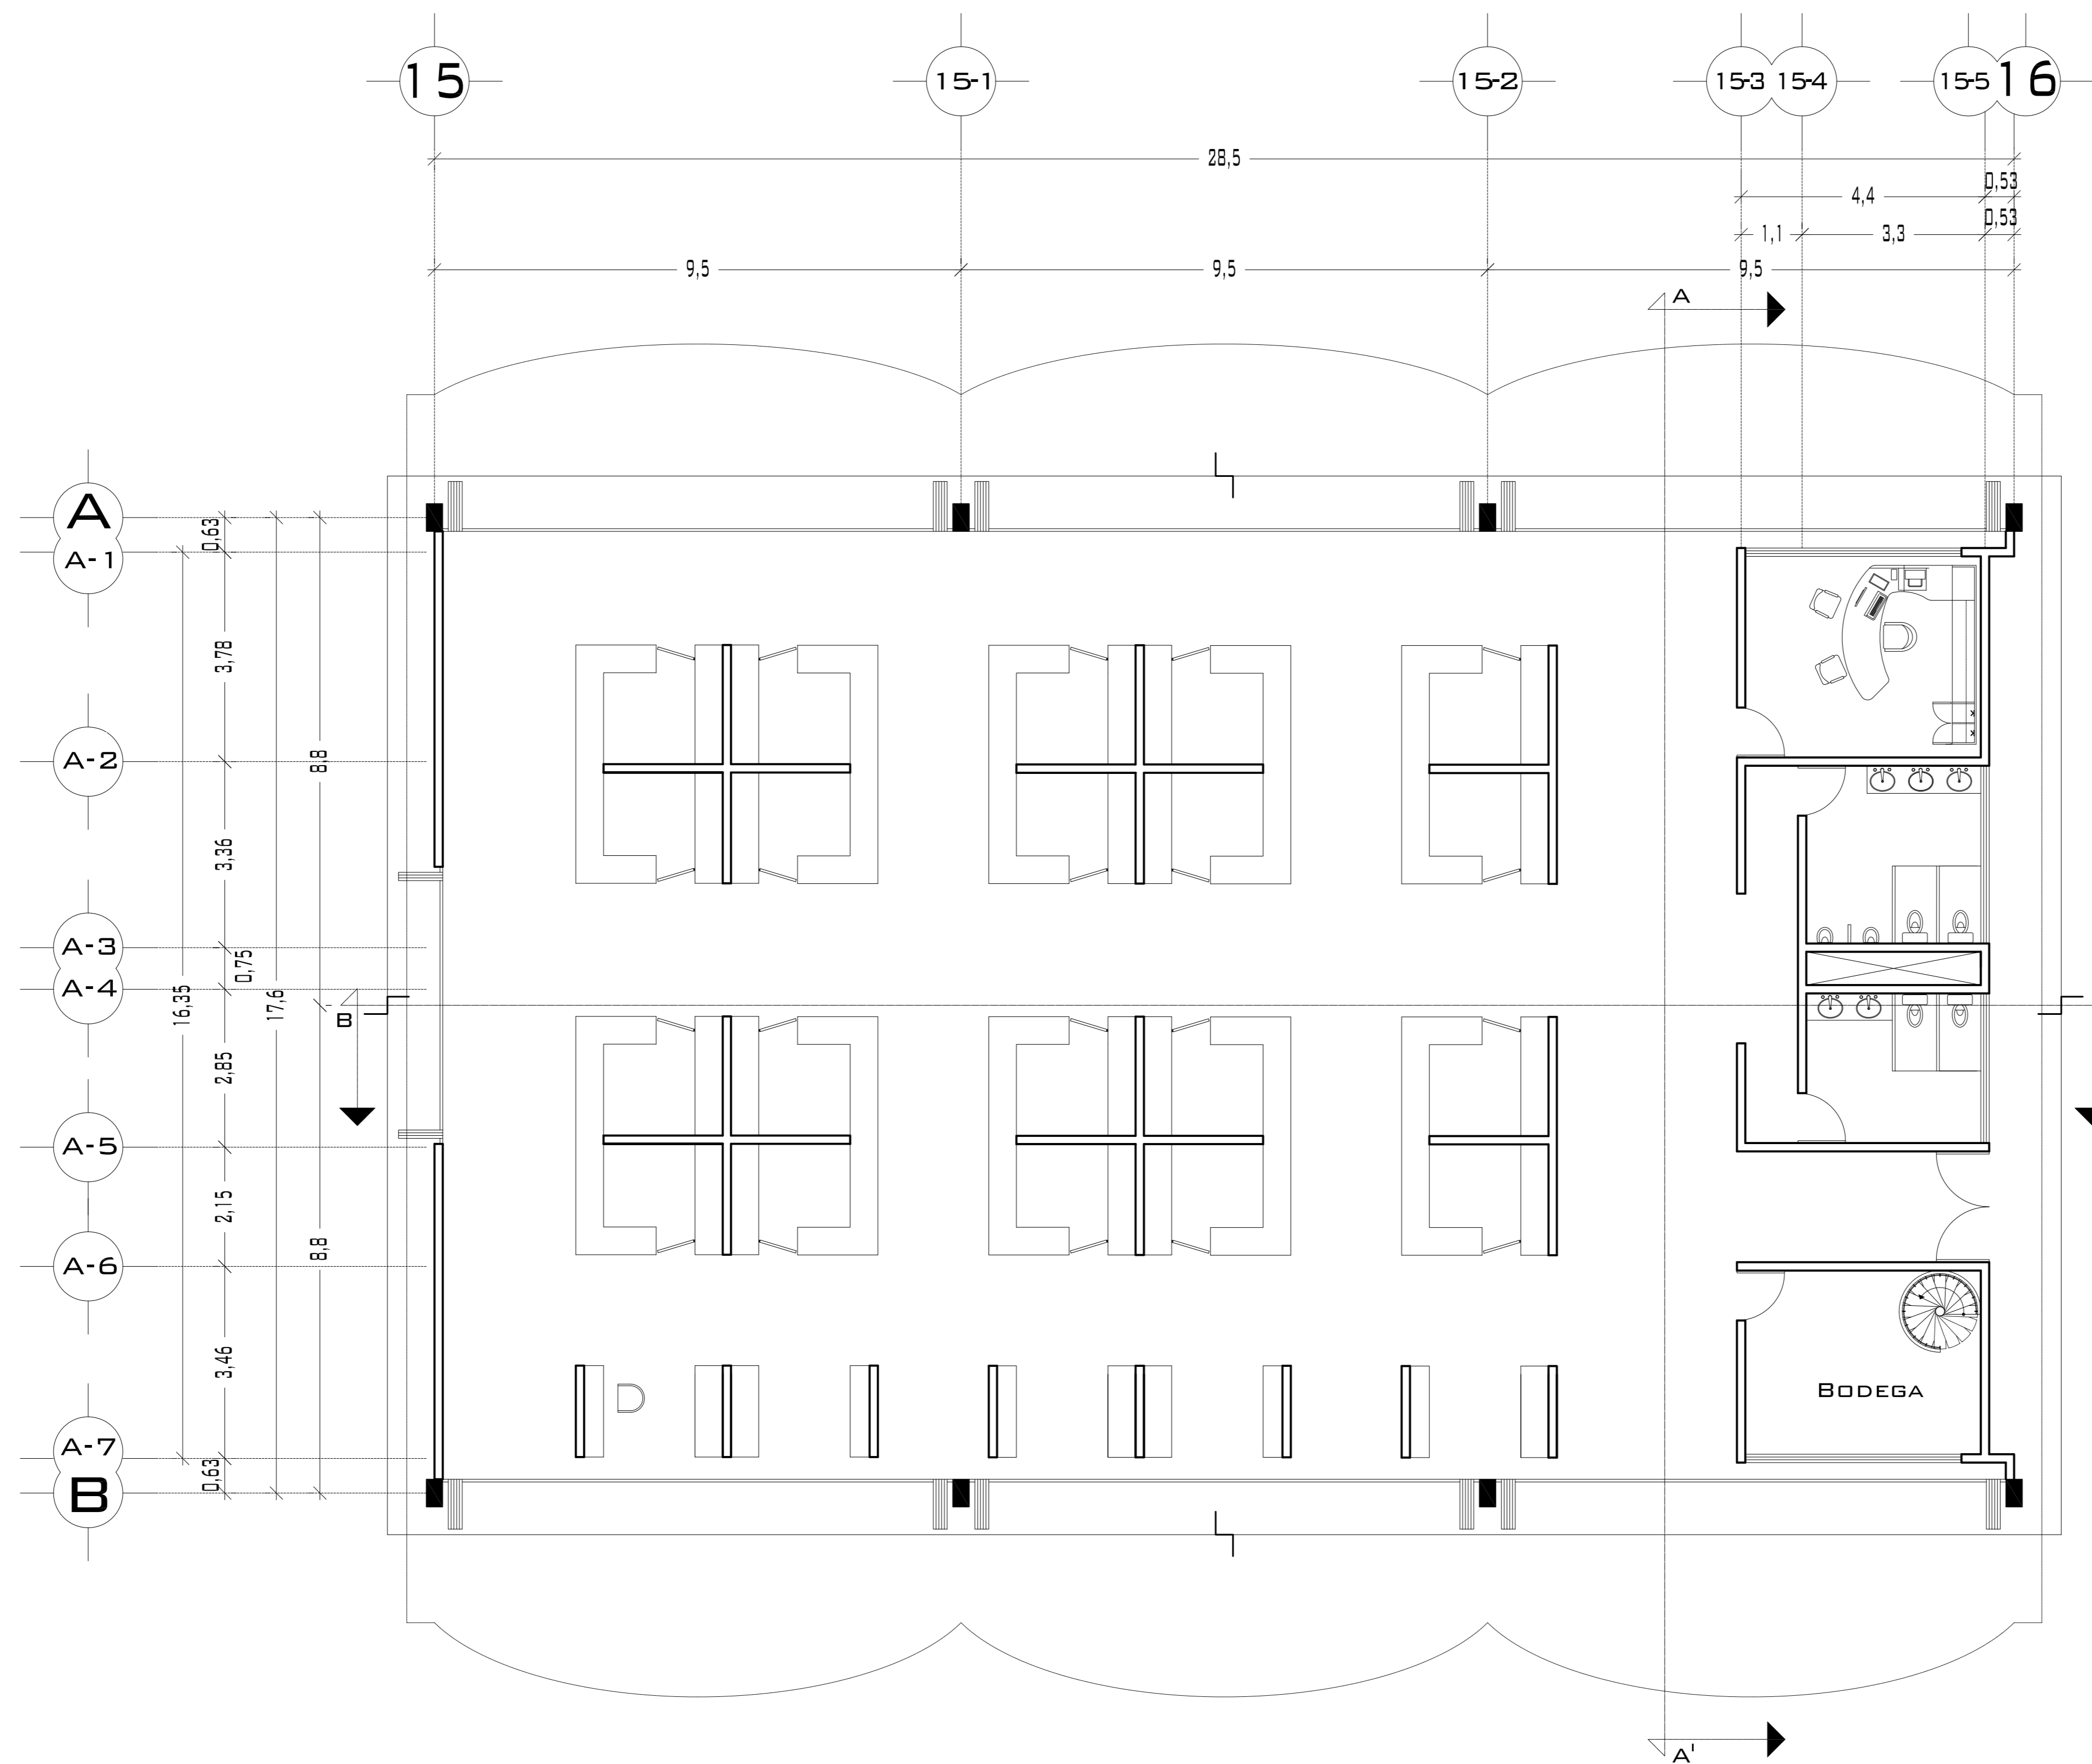 15 15-1 15-2 15-3 15-4 15-5 16
28,5
0,53
4,4
0,53
1,1 3,3
9,5 9,5 9,5
A
A
0,63
A-1
3,78
A-2
8,8
3,36
A-3
0,75
A-4
16,35
17,6
B
2,85
A-5
2,15
8,8
A-6
3,46
BODEGA
A-7
0,63
B
A'